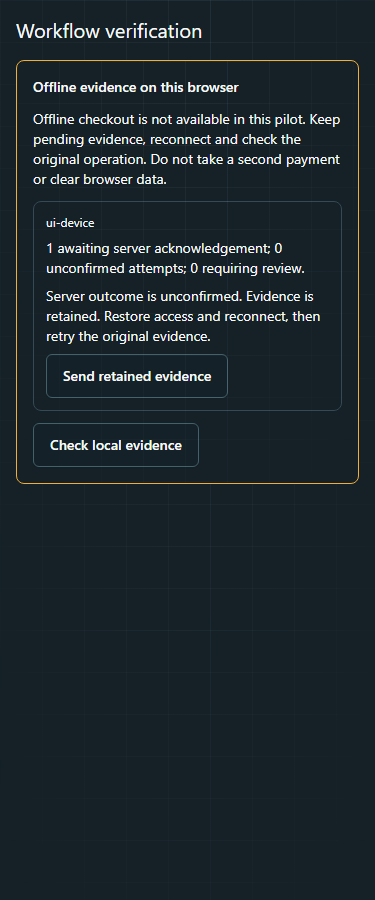 Workflow verification
Offline evidence on this browser
Offline checkout is not available in this pilot. Keep
pending evidence, reconnect and check the
original operation. Do not take a second payment
or clear browser data.
ui-device
1 awaiting server acknowledgement; 0
unconfirmed attempts; 0 requiring review.
Server outcome is unconfirmed. Evidence is
retained. Restore access and reconnect, then
retry the original evidence.
Send retained evidence
Check local evidence